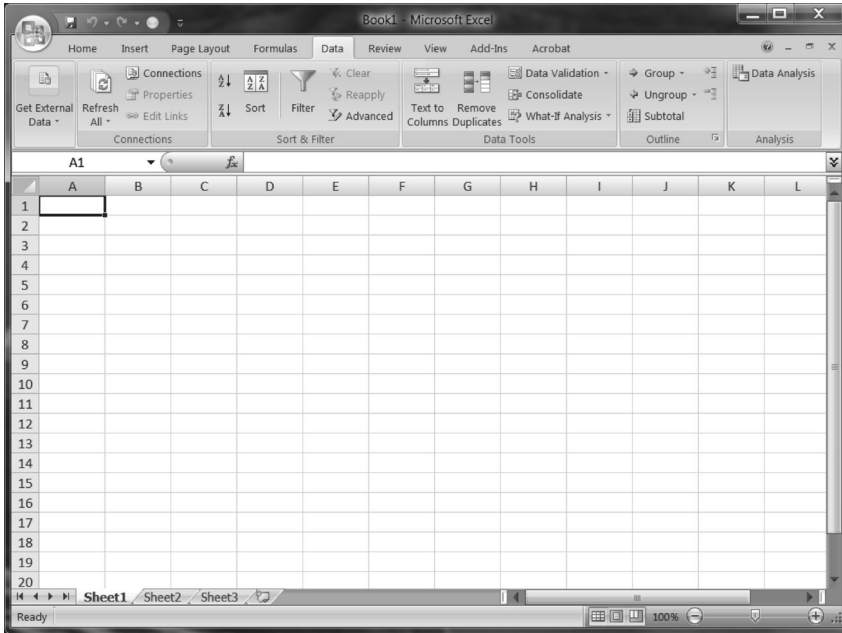 Book1 - Microsoft Excel
Home Insert Page Layout Formulas Data Review View Add-Ins Acrobat
Get External Data
Refresh All
Connections
Properties
Edit Links
Connections
Sort
Filter
Clear
Reapply
Advanced
Sort & Filter
Text to Columns
Remove Duplicates
Data Validation
Consolidate
What-If Analysis
Data Tools
Group
Ungroup
Subtotal
Outline
Data Analysis
Analysis
A1 fx
A B C D E F G H I J K L
1
2
3
4
5
6
7
8
9
10
11
12
13
14
15
16
17
18
19
20
Sheet1 Sheet2 Sheet3
Ready 100%